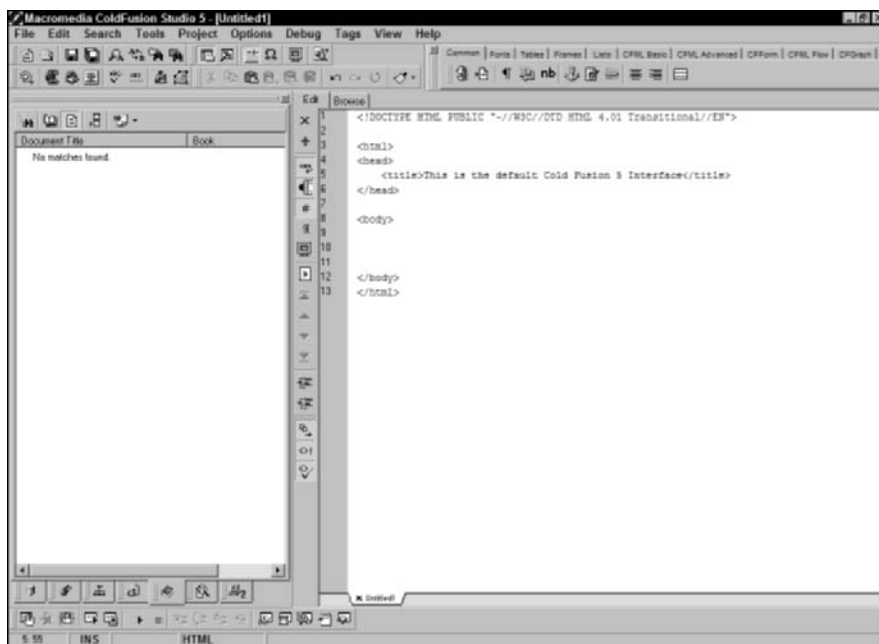 Macromedia ColdFusion Studio 5 - [Untitled1]
File Edit Search Tools Project Options Debug Tags View Help
Common Fonts Tables Frames Lists CFML Basic CFML Advanced CFForm CFML Flow CFGraph
nb
Edit Browse
Document Title Book
No matches found.
1 <!DOCTYPE HTML PUBLIC "-//W3C//DTD HTML 4.01 Transitional//EN">
2
3 <html>
4 <head>
5 <title>This is the default Cold Fusion 5 Interface</title>
6 </head>
7
8 <body>
9
10
11
12 </body>
13 </html>
Untitled1
5: 55 INS HTML